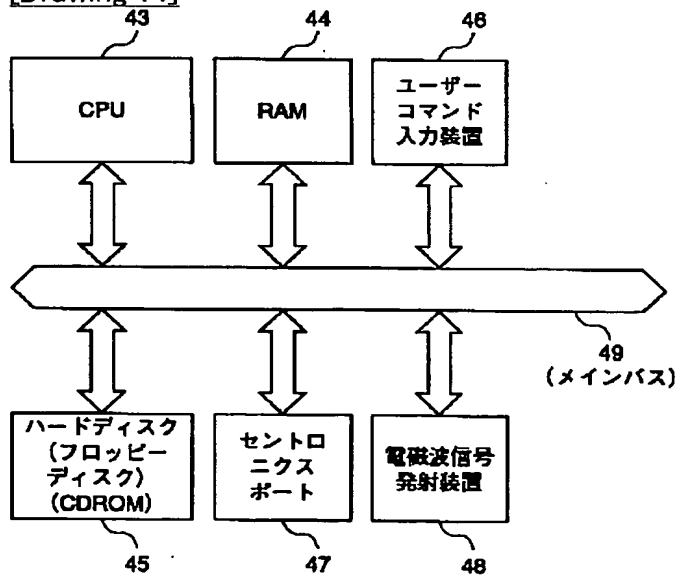 43
44
46
CPU
RAM
ユーザー
コマンド
入力装置
49
(メインバス)
ハードディスク
(フロッピー
ディスク)
(CDROM)
セントロ
ニクス
ポート
電磁波信号
発射装置
45
47
48